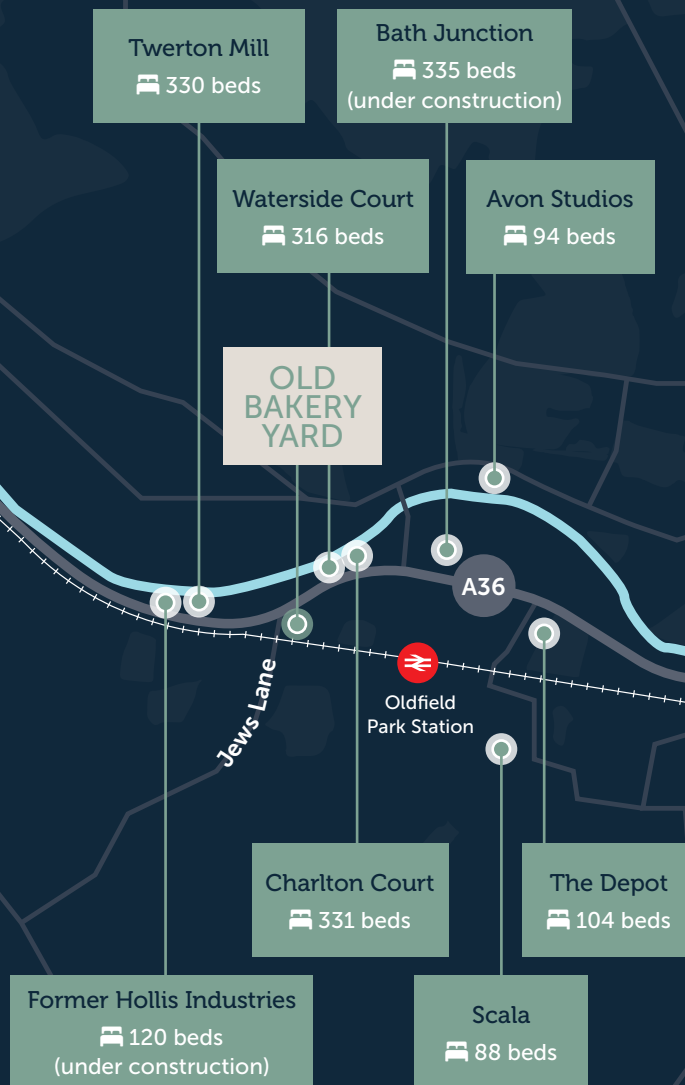 Twerton Mill
330 beds
Bath Junction
335 beds
(under construction)
Waterside Court
316 beds
Avon Studios
94 beds
OLD
BAKERY
YARD
A36
Jews Lane
Oldfield
Park Station
Charlton Court
331 beds
The Depot
104 beds
Former Hollis Industries
120 beds
(under construction)
Scala
88 beds